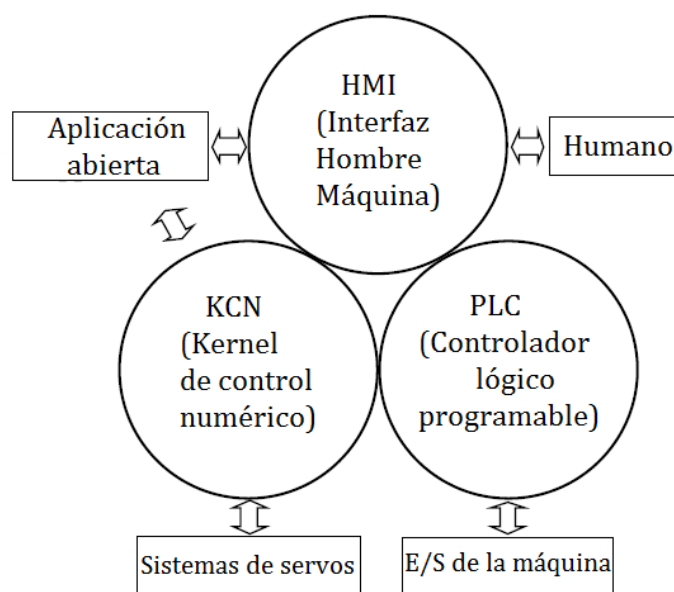 HMI
(Interfaz
Hombre
Máquina)
Aplicación
abierta
Humano
KCN
(Kernel
de control
numérico)
PLC
(Controlador
lógico
programable)
Sistemas de servos
E/S de la máquina